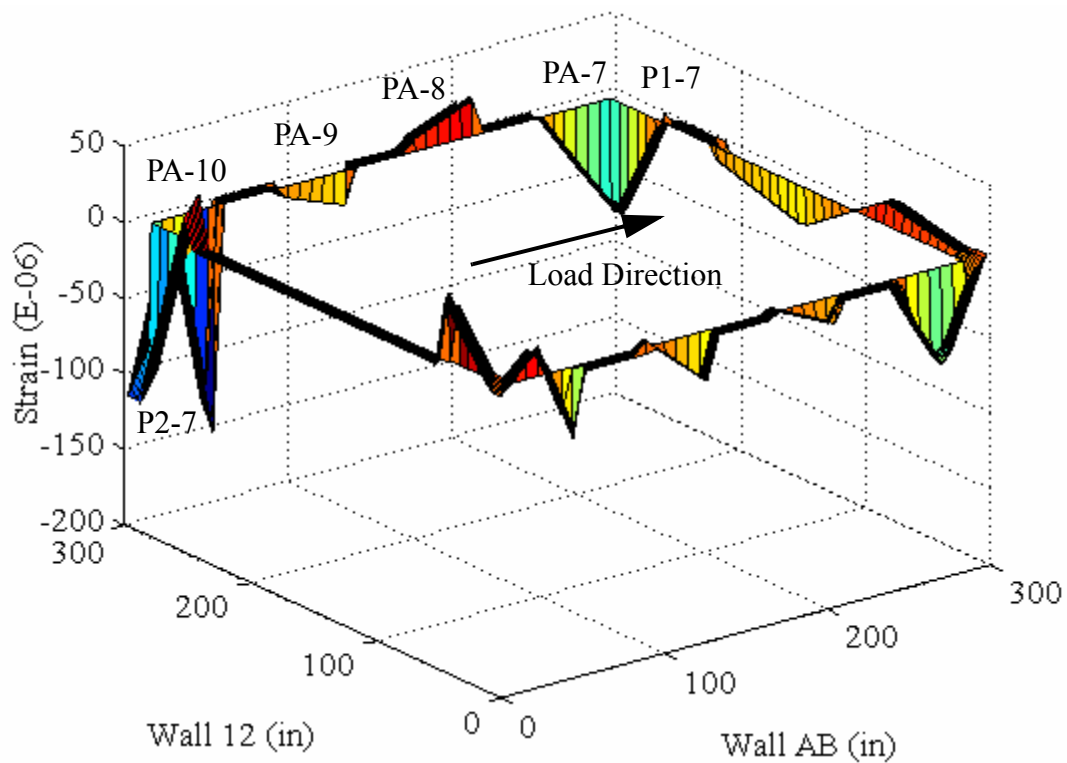 50
0
-50
-100
-150
-200
Strain (E-06)
PA-10
PA-9
PA-8
PA-7
P1-7
P2-7
Load Direction
300
200
100
0
Wall 12 (in)
0
100
200
300
Wall AB (in)